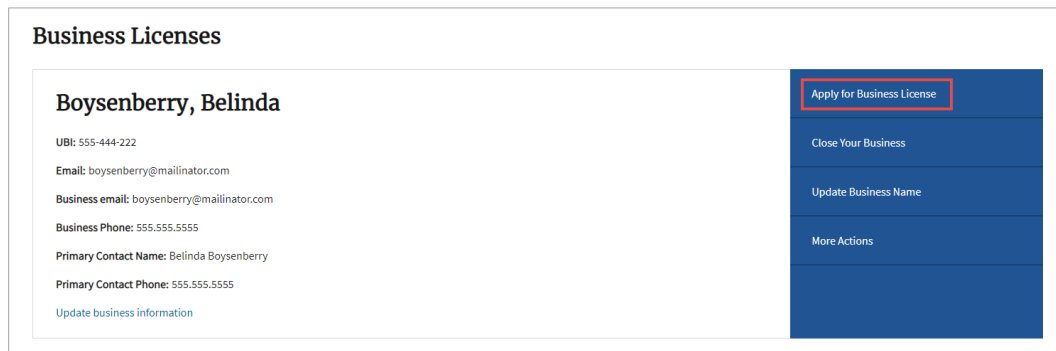 Business Licenses
Boysenberry, Belinda
UBI: 555-444-222
Email: boysenberry@mailinator.com
Business email: boysenberry@mailinator.com
Business Phone: 555.555.5555
Primary Contact Name: Belinda Boysenberry
Primary Contact Phone: 555.555.5555
Update business information
Apply for Business License
Close Your Business
Update Business Name
More Actions